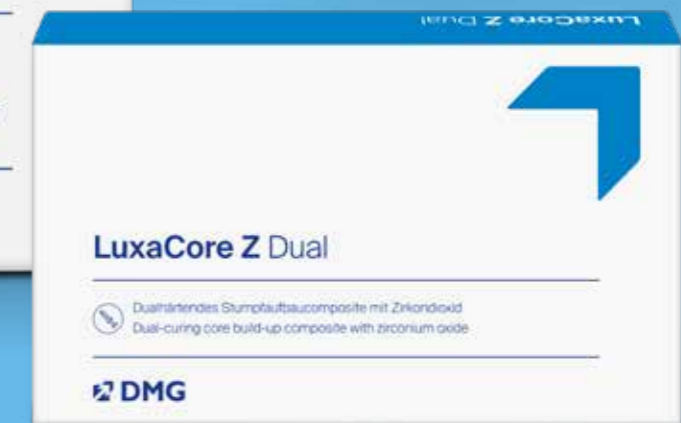 LuxaCore Z Dual
LuxaCore Z Dual
Dualhärtendes Stumpfaufbaucomposite mit Zirkondioxid
Dual-curing core build-up composite with zirconium oxide
DMG